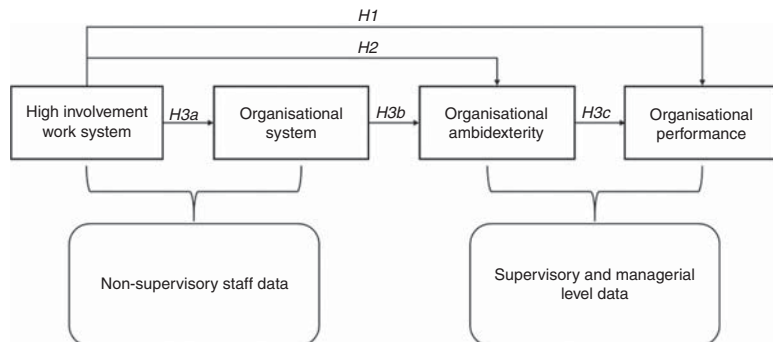 H1
H2
High involvement
work system
H3a
Organisational
system
H3b
Organisational
ambidexterity
H3c
Organisational
performance
Non-supervisory staff data
Supervisory and managerial
level data